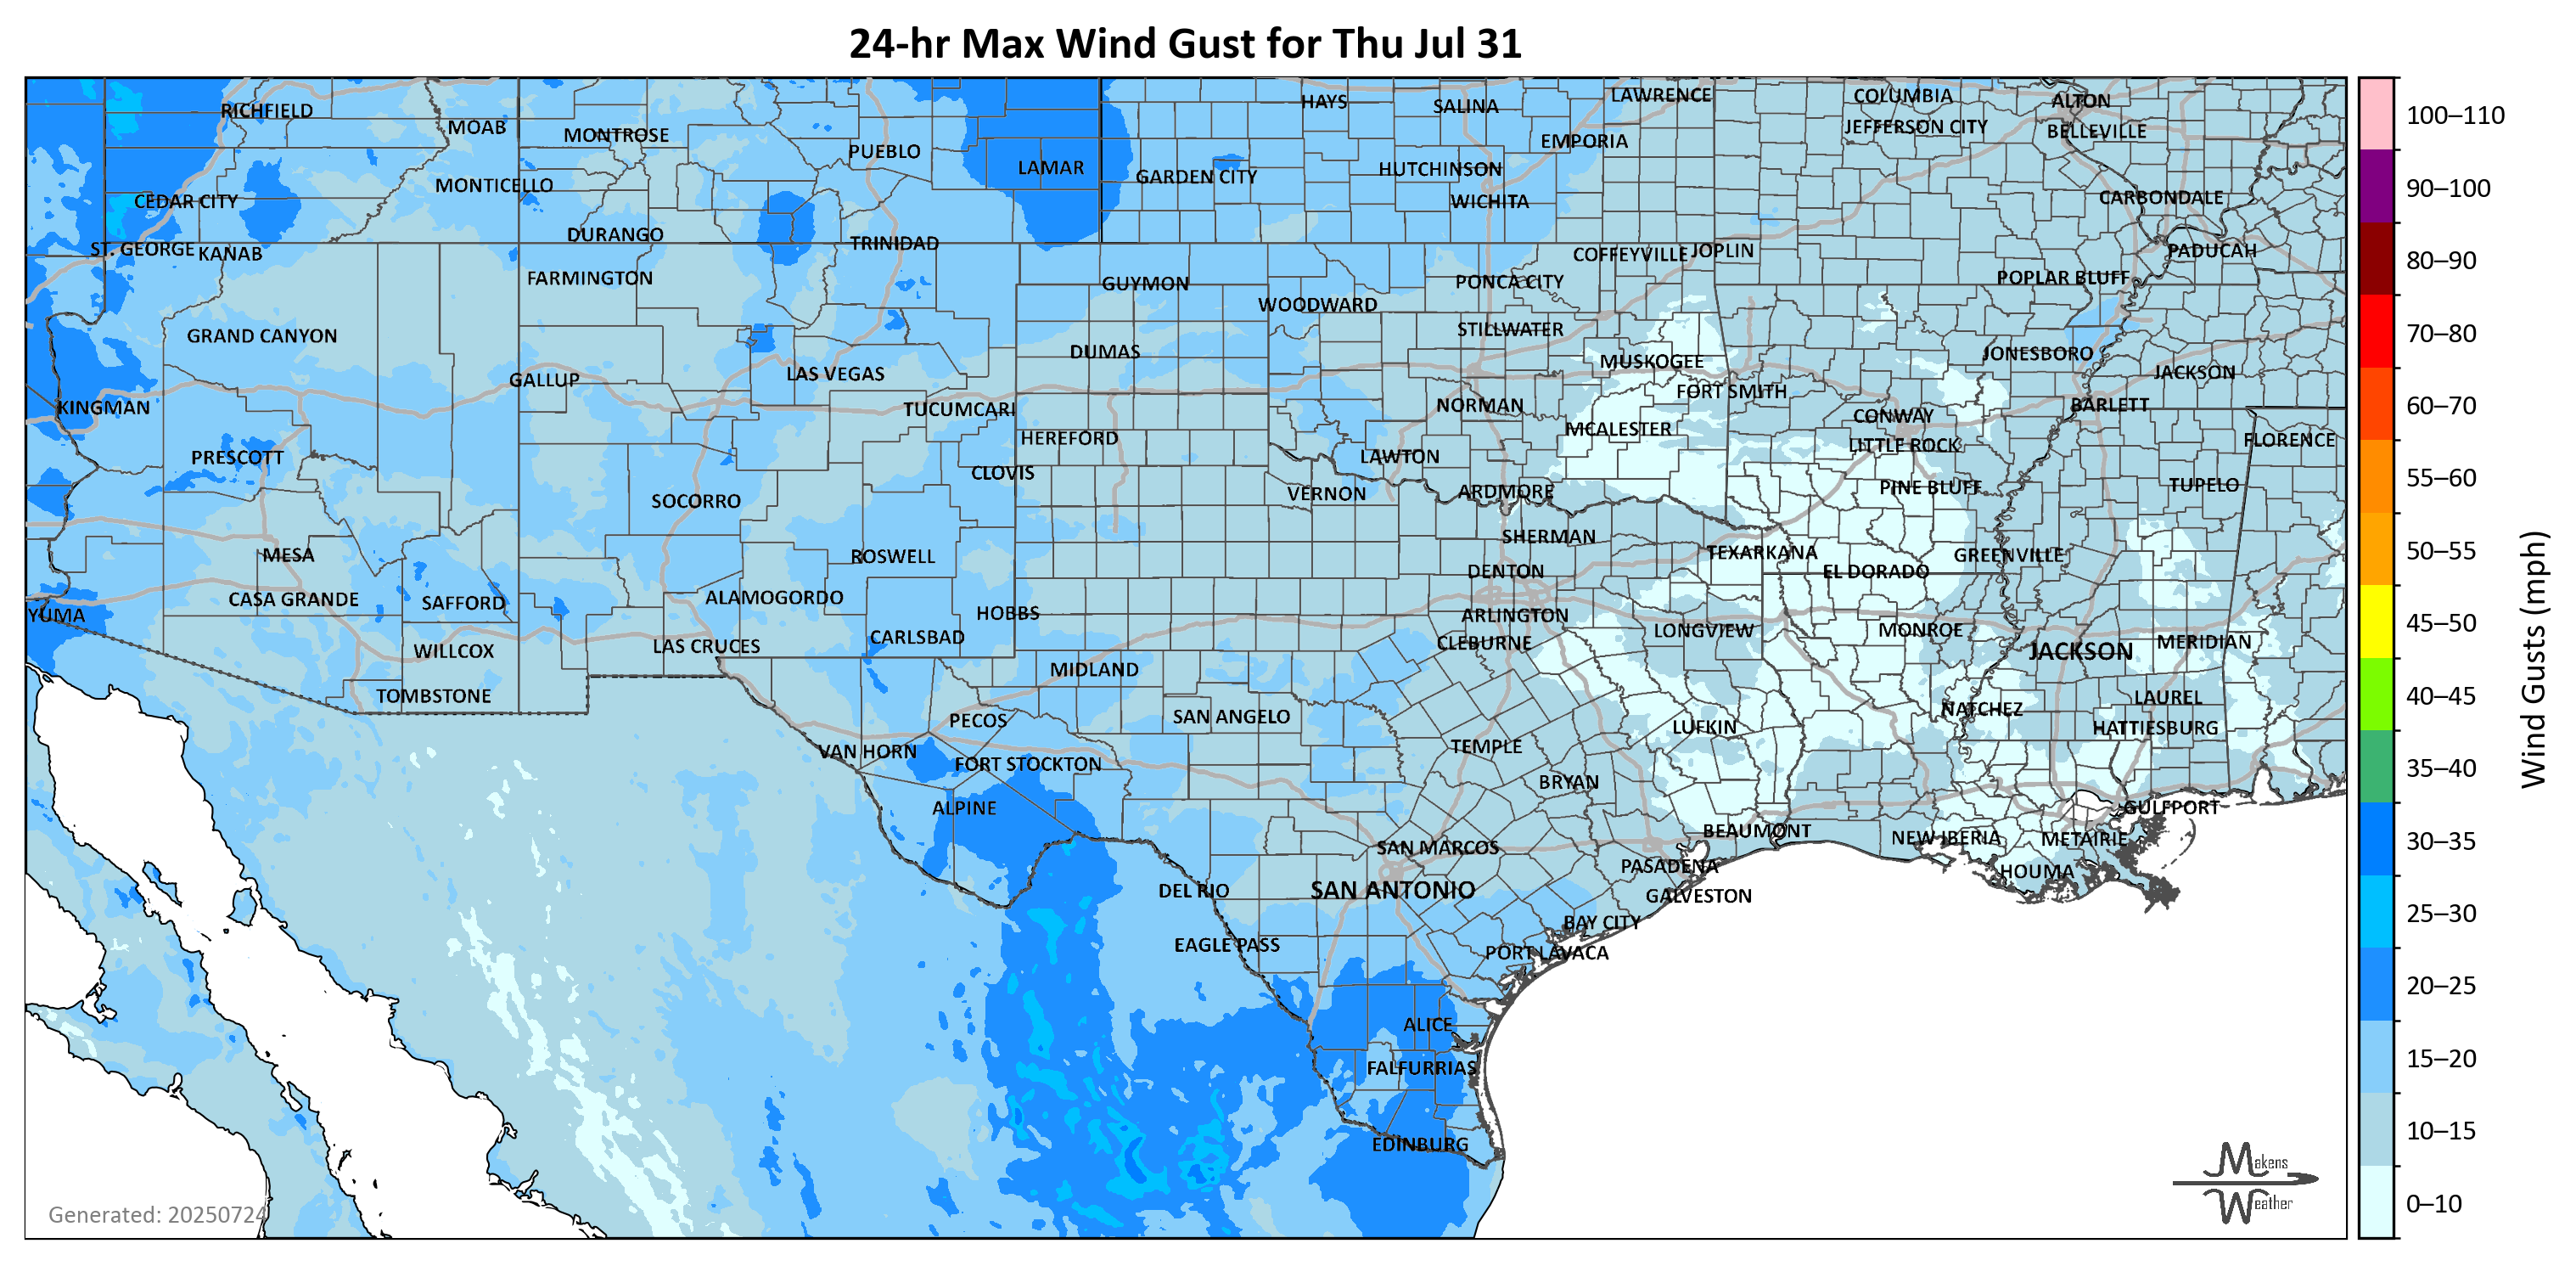 24-hr Max Wind Gust for Thu Jul 31
RICHFIELD
MOAB
MONTROSE
PUEBLO
LAMAR
HAYS
SALINA
LAWRENCE
EMPORIA
COLUMBIA
JEFFERSON CITY
ALTON
BELLEVILLE
MONTICELLO
CEDAR CITY
GARDEN CITY
HUTCHINSON
WICHITA
CARBONDALE
ST. GEORGE
KANAB
DURANGO
TRINIDAD
FARMINGTON
GUYMON
WOODWARD
PONCA CITY
COFFEYVILLE
JOPLIN
POPLAR BLUFF
PADUCAH
GRAND CANYON
DUMAS
STILLWATER
MUSKOGEE
JONESBORO
JACKSON
KINGMAN
GALLUP
LAS VEGAS
TUCUMCARI
NORMAN
FORT SMITH
CONWAY
BARLETT
PRESCOTT
HEREFORD
CLOVIS
LAWTON
MCALESTER
LITTLE ROCK
FLORENCE
SOCORRO
VERNON
ARDMORE
PINE BLUFF
TUPELO
MESA
ROSWELL
SHERMAN
TEXARKANA
GREENVILLE
YUMA
CASA GRANDE
SAFFORD
ALAMOGORDO
HOBBS
DENTON
ARLINGTON
EL DORADO
WILLCOX
LAS CRUCES
CARLSBAD
CLEBURNE
LONGVIEW
MONROE
JACKSON
MERIDIAN
TOMBSTONE
MIDLAND
PECOS
SAN ANGELO
LUFKIN
NATCHEZ
LAUREL
HATTIESBURG
VAN HORN
FORT STOCKTON
TEMPLE
BRYAN
ALPINE
BEAUMONT
GULFPORT
SAN MARCOS
PASADENA
NEW IBERIA
METAIRIE
DEL RIO
SAN ANTONIO
GALVESTON
HOUMA
EAGLE PASS
BAY CITY
PORT LAVACA
ALICE
FALFURRIAS
EDINBURG
Generated: 20250724
Makens
Weather
100–110
90–100
80–90
70–80
60–70
55–60
50–55
45–50
40–45
35–40
30–35
25–30
20–25
15–20
10–15
0–10
Wind Gusts (mph)